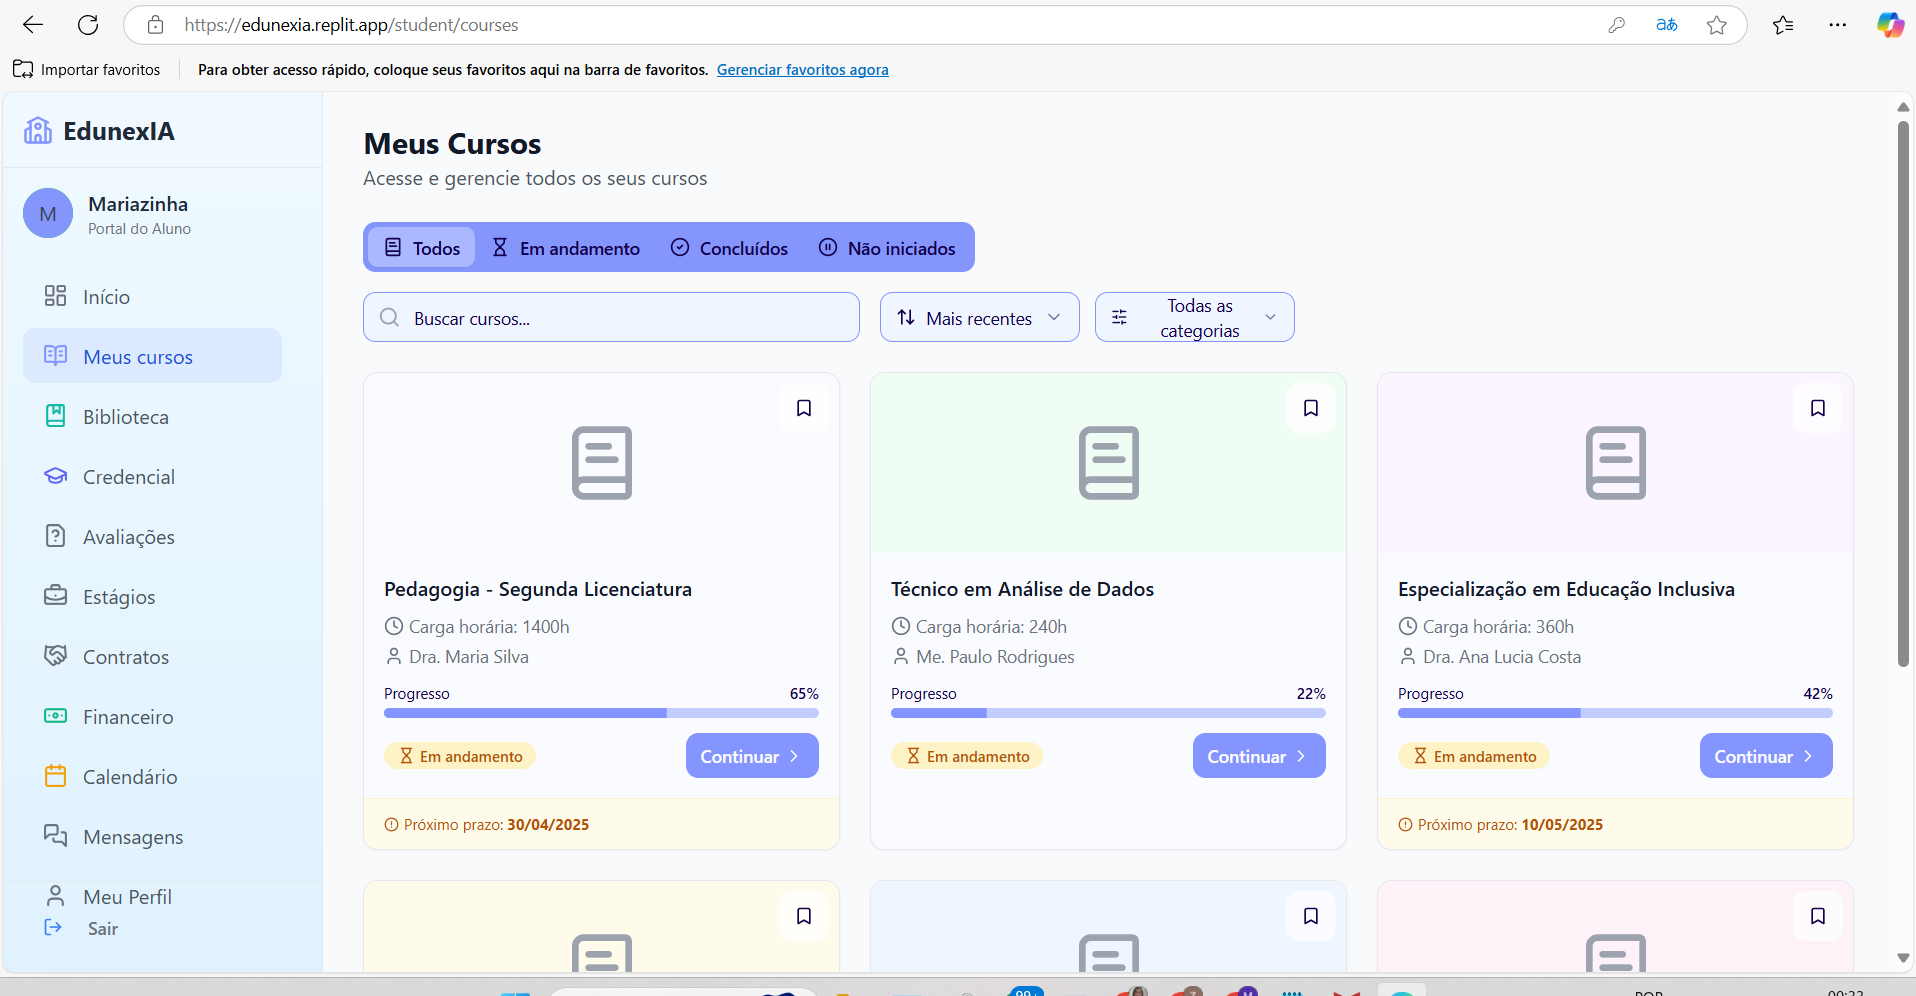 https://edunexia.replit.app/student/courses
aあ
Importar favoritos
Para obter acesso rápido, coloque seus favoritos aqui na barra de favoritos. Gerenciar favoritos agora
EdunexIA
M
Mariazinha
Portal do Aluno
Início
Meus cursos
Biblioteca
Credencial
Avaliações
Estágios
Contratos
Financeiro
Calendário
Mensagens
Meu Perfil
Sair
Meus Cursos
Acesse e gerencie todos os seus cursos
Todos
Em andamento
Concluídos
Não iniciados
Buscar cursos...
Mais recentes
Todas as
categorias
Pedagogia - Segunda Licenciatura
Carga horária: 1400h
Dra. Maria Silva
Progresso 65%
Em andamento
Continuar
Próximo prazo: 30/04/2025
Técnico em Análise de Dados
Carga horária: 240h
Me. Paulo Rodrigues
Progresso 22%
Em andamento
Continuar
Especialização em Educação Inclusiva
Carga horária: 360h
Dra. Ana Lucia Costa
Progresso 42%
Em andamento
Continuar
Próximo prazo: 10/05/2025